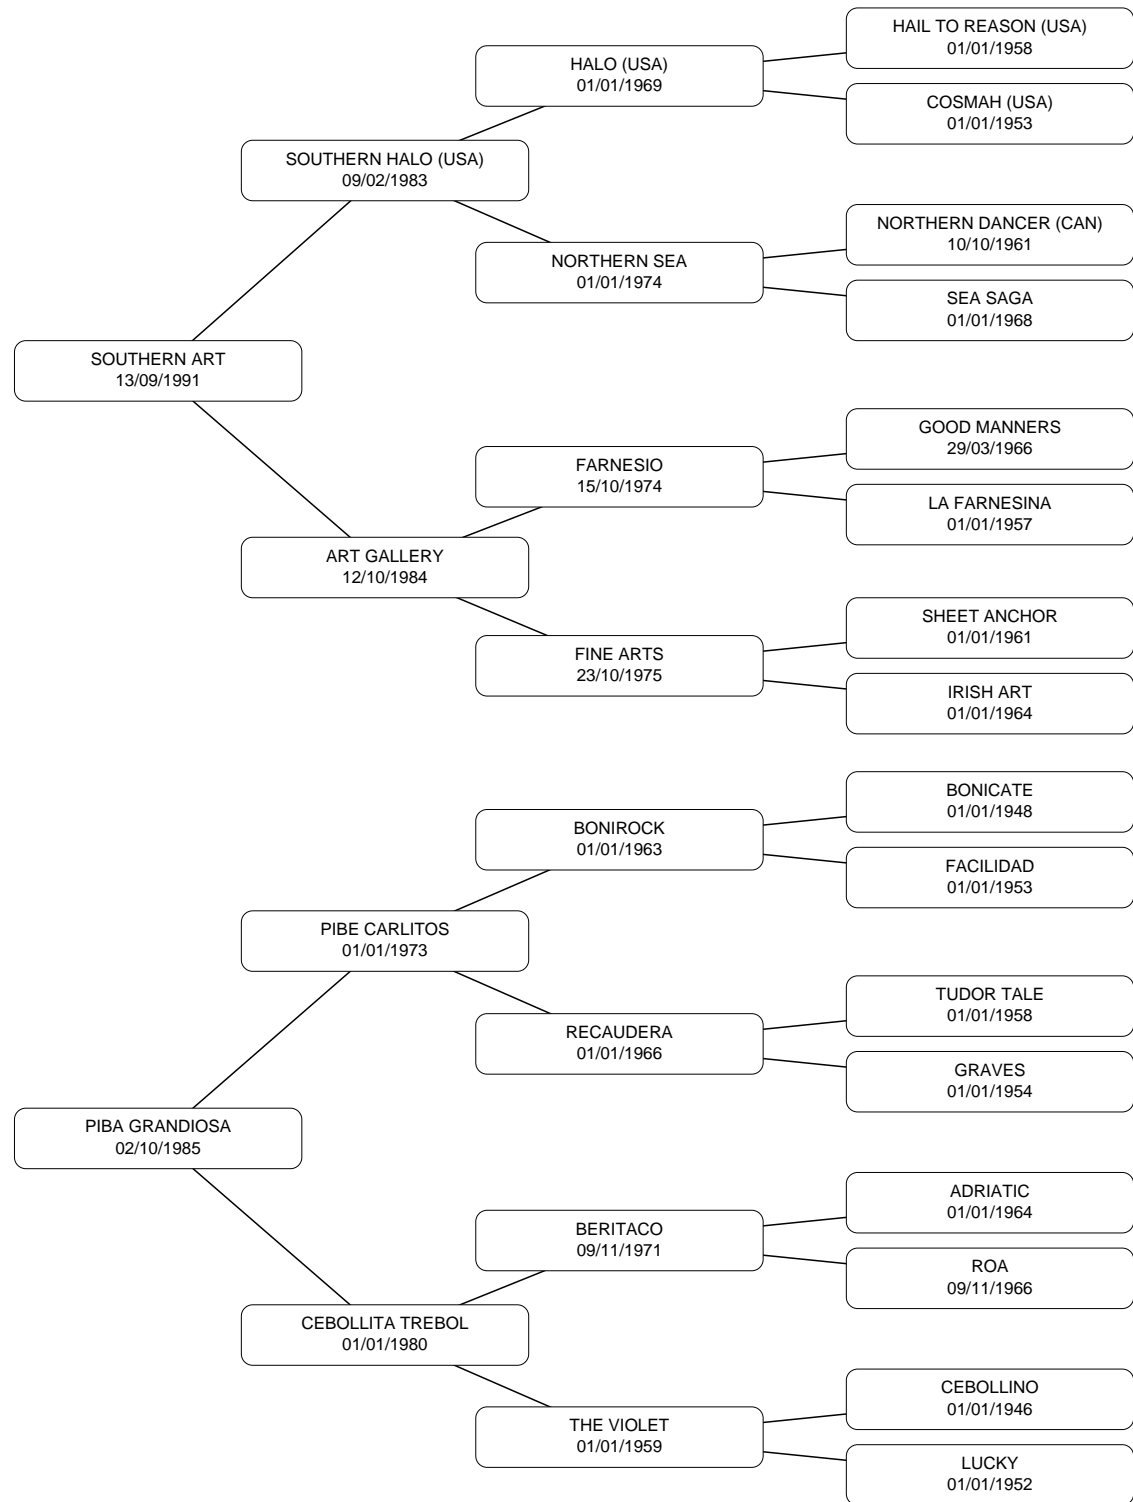 HAIL TO REASON (USA)
01/01/1958
HALO (USA)
01/01/1969
COSMAH (USA)
01/01/1953
SOUTHERN HALO (USA)
09/02/1983
NORTHERN DANCER (CAN)
10/10/1961
NORTHERN SEA
01/01/1974
SEA SAGA
01/01/1968
SOUTHERN ART
13/09/1991
GOOD MANNERS
29/03/1966
FARNESIO
15/10/1974
LA FARNESINA
01/01/1957
ART GALLERY
12/10/1984
SHEET ANCHOR
01/01/1961
FINE ARTS
23/10/1975
IRISH ART
01/01/1964
BONICATE
01/01/1948
BONIROCK
01/01/1963
FACILIDAD
01/01/1953
PIBE CARLITOS
01/01/1973
TUDOR TALE
01/01/1958
RECAUDERA
01/01/1966
GRAVES
01/01/1954
PIBA GRANDIOSA
02/10/1985
ADRIATIC
01/01/1964
BERITACO
09/11/1971
ROA
09/11/1966
CEBOLLITA TREBOL
01/01/1980
CEBOLLINO
01/01/1946
THE VIOLET
01/01/1959
LUCKY
01/01/1952